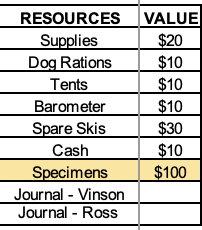 RESOURCES VALUE
Supplies $20
Dog Rations $10
Tents $10
Barometer $10
Spare Skis $30
Cash $10
Specimens $100
Journal - Vinson
Journal - Ross